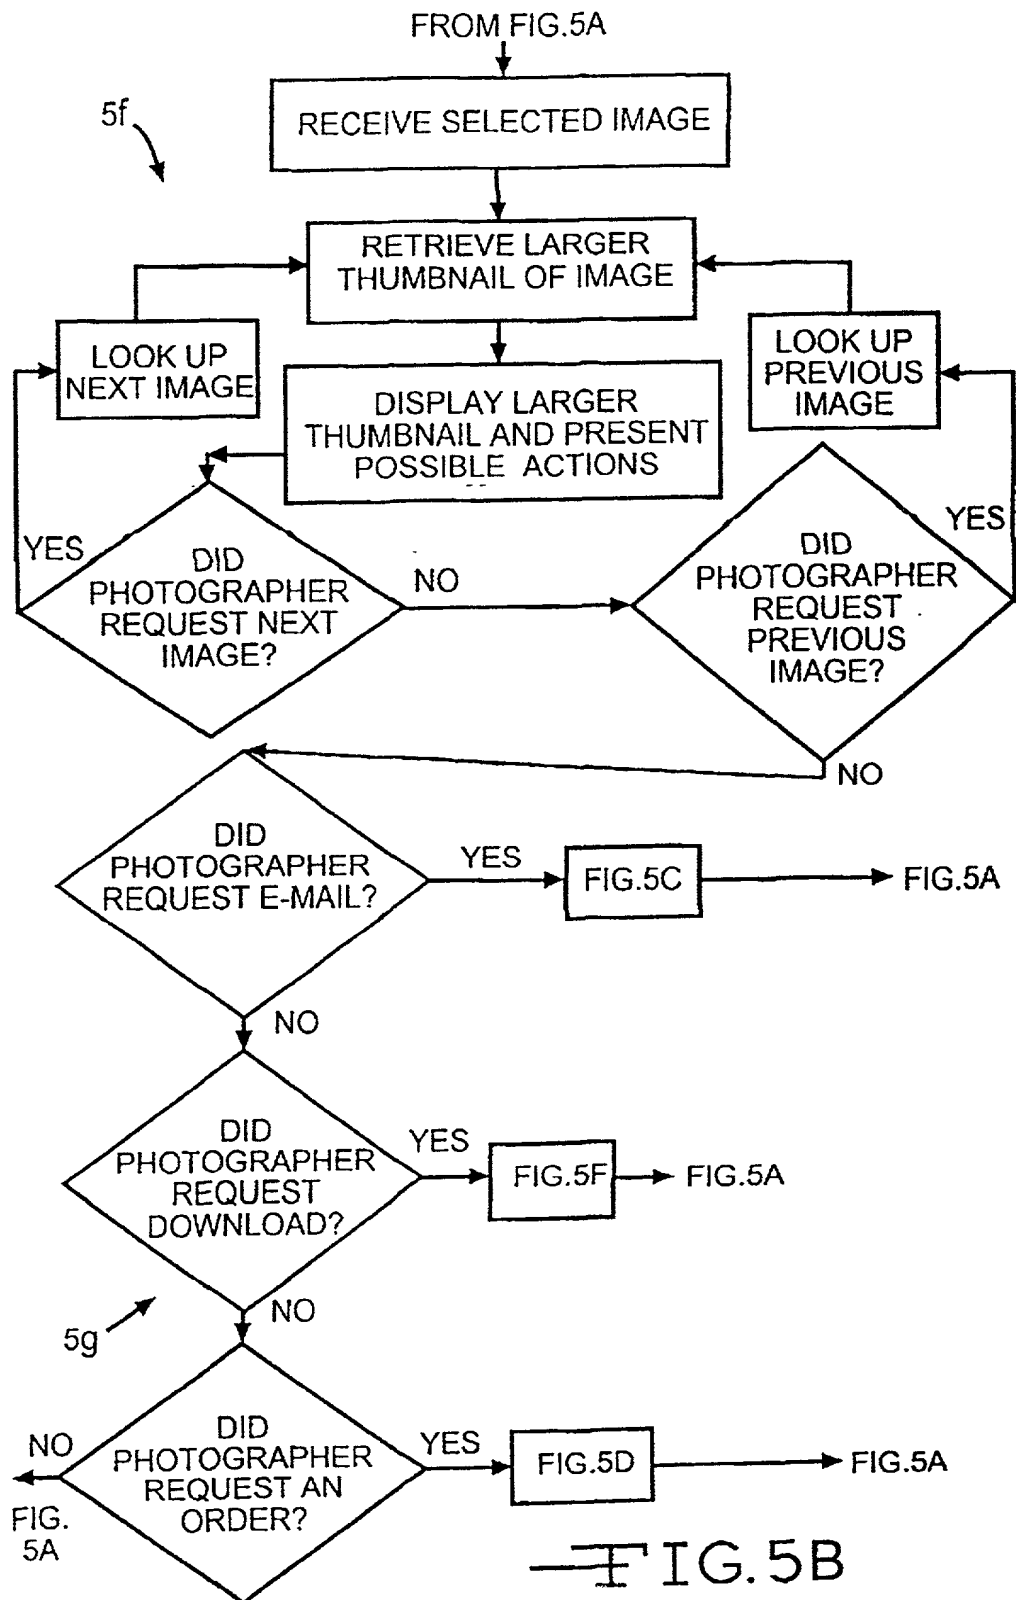 FROM FIG.5A
5f
RECEIVE SELECTED IMAGE
RETRIEVE LARGER
THUMBNAIL OF IMAGE
LOOK UP
NEXT IMAGE
LOOK UP
PREVIOUS
IMAGE
DISPLAY LARGER
THUMBNAIL AND PRESENT
POSSIBLE ACTIONS
YES
DID
PHOTOGRAPHER
REQUEST NEXT
IMAGE?
NO
DID
PHOTOGRAPHER
REQUEST
PREVIOUS
IMAGE?
YES
NO
DID
PHOTOGRAPHER
REQUEST E-MAIL?
YES
FIG.5C
FIG.5A
NO
DID
PHOTOGRAPHER
REQUEST
DOWNLOAD?
YES
FIG.5F
FIG.5A
NO
5g
DID
PHOTOGRAPHER
REQUEST AN
ORDER?
NO
FIG.
5A
YES
FIG.5D
FIG.5A
FIG.5B